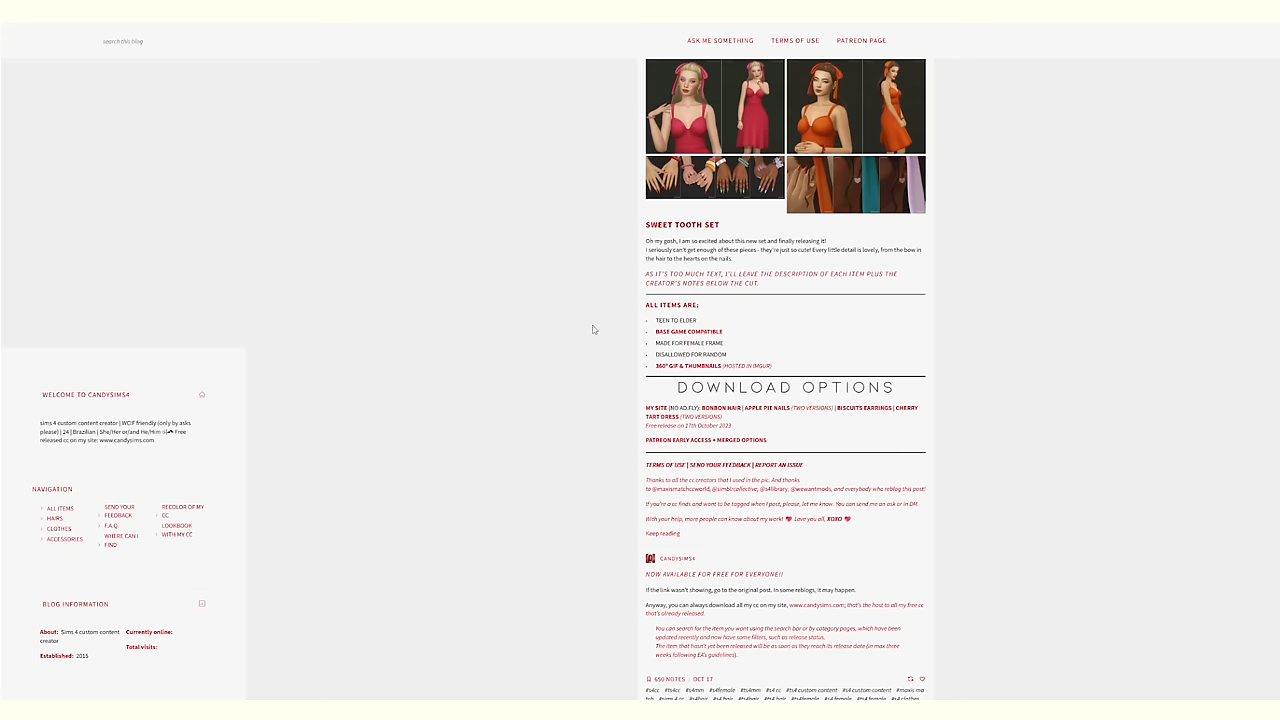 search this blog
ASK ME SOMETHING
TERMS OF USE
PATREON PAGE
SWEET TOOTH SET
Oh my gosh, I am so excited about this new set and finally releasing it!
I seriously can't get enough of these pieces - they're just so cute! Every little detail is lovely, from the bow in
the hair to the hearts on the nails.
AS IT'S TOO MUCH TEXT, I'LL LEAVE THE DESCRIPTION OF EACH ITEM PLUS THE
CREATOR'S NOTES BELOW THE CUT.
ALL ITEMS ARE:
TEEN TO ELDER
BASE GAME COMPATIBLE
MADE FOR FEMALE FRAME
DISALLOWED FOR RANDOM
360º GIF & THUMBNAILS (HOSTED IN IMGUR)
DOWNLOAD OPTIONS
MY SITE (NO AD.FLY): BONBON HAIR | APPLE PIE NAILS (TWO VERSIONS) | BISCUITS EARRINGS | CHERRY
TART DRESS (TWO VERSIONS)
Free release on 17th October 2023
PATREON EARLY ACCESS + MERGED OPTIONS
TERMS OF USE | SEND YOUR FEEDBACK | REPORT AN ISSUE
Thanks to all the cc creators that I used in the pic. And thanks
to @maxismatchccworld, @simblrcollective, @s4library, @wewantmods, and everybody who reblog this post!
If you're a cc finds and want to be tagged when I post, please, let me know. You can send me an ask or in DM.
With your help, more people can know about my work! 💖 Love you all, XOXO 💖
Keep reading
CANDYSIMS4
NOW AVAILABLE FOR FREE FOR EVERYONE!!
If the link wasn't showing, go to the original post. In some reblogs, it may happen.
Anyway, you can always download all my cc on my site, www.candysims.com; that's the host to all my free cc
that's already released.
You can search for the item you want using the search bar or by category pages, which have been
updated recently and now have some filters, such as release status.
The item that hasn't yet been released will be as soon as they reach its release date (in max three
weeks following EA's guidelines).
650 NOTES | OCT 17
#s4cc #ts4cc #s4mm #s4female #ts4mm #s4 cc #ts4 custom content #s4 custom content #maxis ma
WELCOME TO CANDYSIMS4
sims 4 custom content creator | WCIF friendly (only by asks
please) | 24 | Brazilian | She/Her or/and He/Him Free
released cc on my site: www.candysims.com
NAVIGATION
ALL ITEMS
HAIRS
CLOTHES
ACCESSORIES
SEND YOUR
FEEDBACK
F.A.Q.
WHERE CAN I
FIND
RECOLOR OF MY
CC
LOOKBOOK
WITH MY CC
BLOG INFORMATION
About: Sims 4 custom content
creator
Established: 2015
Currently online:
Total visits: